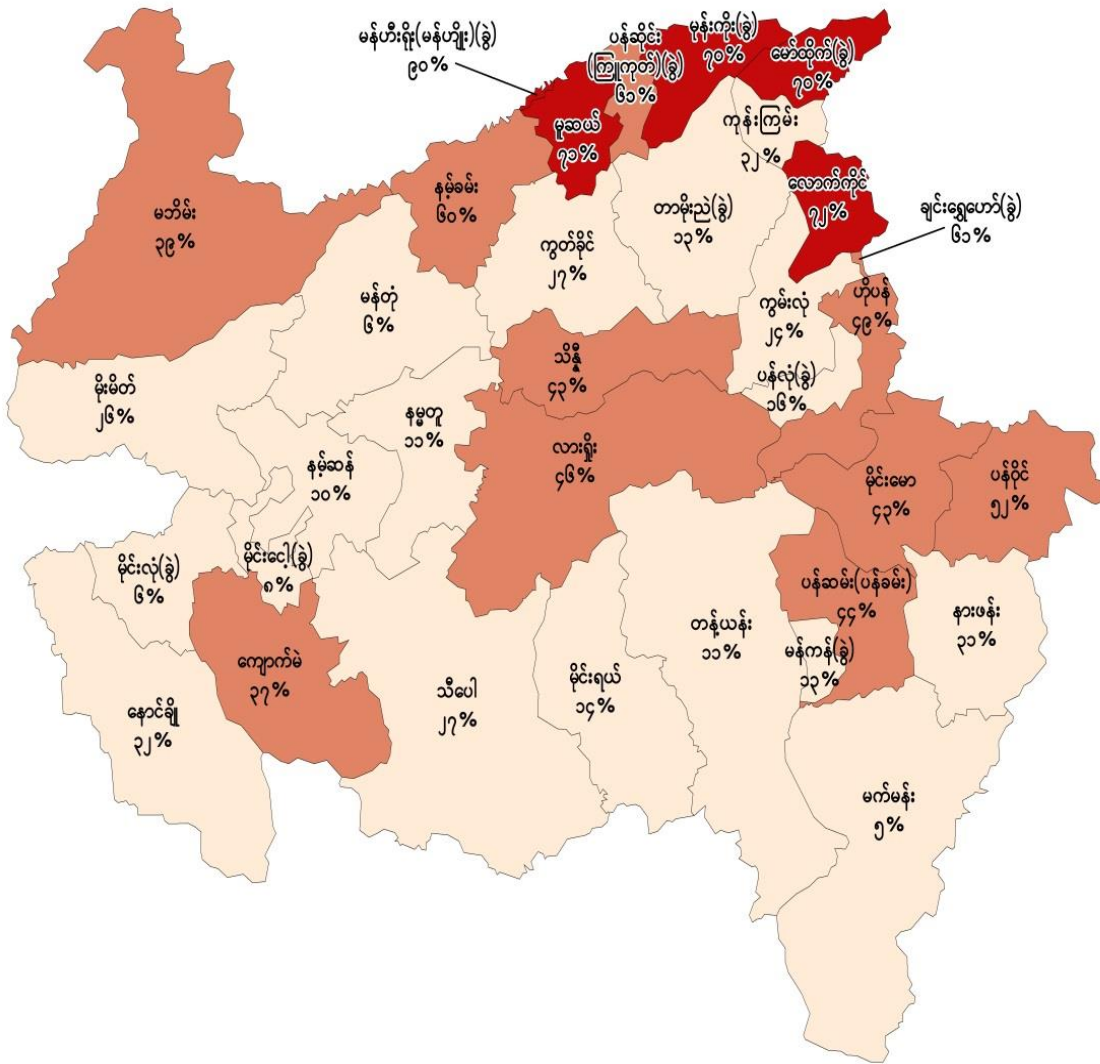 မန်ဟီးရိုး(မန်ဟျိုး)(ခွဲ)
၉၀%
ပန်ဆိုင်း
(ကြူကုတ်)(ခွဲ)
၆၁%
မုန်းကိုး(ခွဲ)
၇၀%
မော်ထိုက်(ခွဲ)
၇၀%
မူဆယ်
၇၁%
ကုန်းကြမ်း
၃၂%
လောက်ကိုင်
၇၂%
ချင်းရွှေဟော်(ခွဲ)
၆၁%
မဘိမ်း
၃၉%
နမ့်ခမ်း
၆၀%
တာမိုးညဲ(ခွဲ)
၁၃%
ကွတ်ခိုင်
၂၇%
မန်တုံ
၆%
ကွမ်းလုံ
၂၄%
ဟိုပန်
၄၉%
သိန္နီ
၄၃%
ပန်လုံ(ခွဲ)
၁၆%
မိုးမိတ်
၂၆%
နမ္မတူ
၁၁%
နမ့်ဆန်
၁၀%
လားရှိုး
၄၆%
မိုင်းမော
၄၃%
ပန်ဝိုင်
၅၂%
မိုင်းလုံ(ခွဲ)
၆%
မိုင်းငေါ့(ခွဲ)
၈%
ပန်ဆမ်း(ပန်ခမ်း)
၄၄%
နားဖန်း
၃၁%
တန့်ယန်း
၁၁%
မန်ကန်(ခွဲ)
၁၃%
ကျောက်မဲ
၃၇%
သီပေါ
၂၇%
မိုင်းရယ်
၁၄%
နောင်ချို
၃၂%
မက်မန်း
၅%